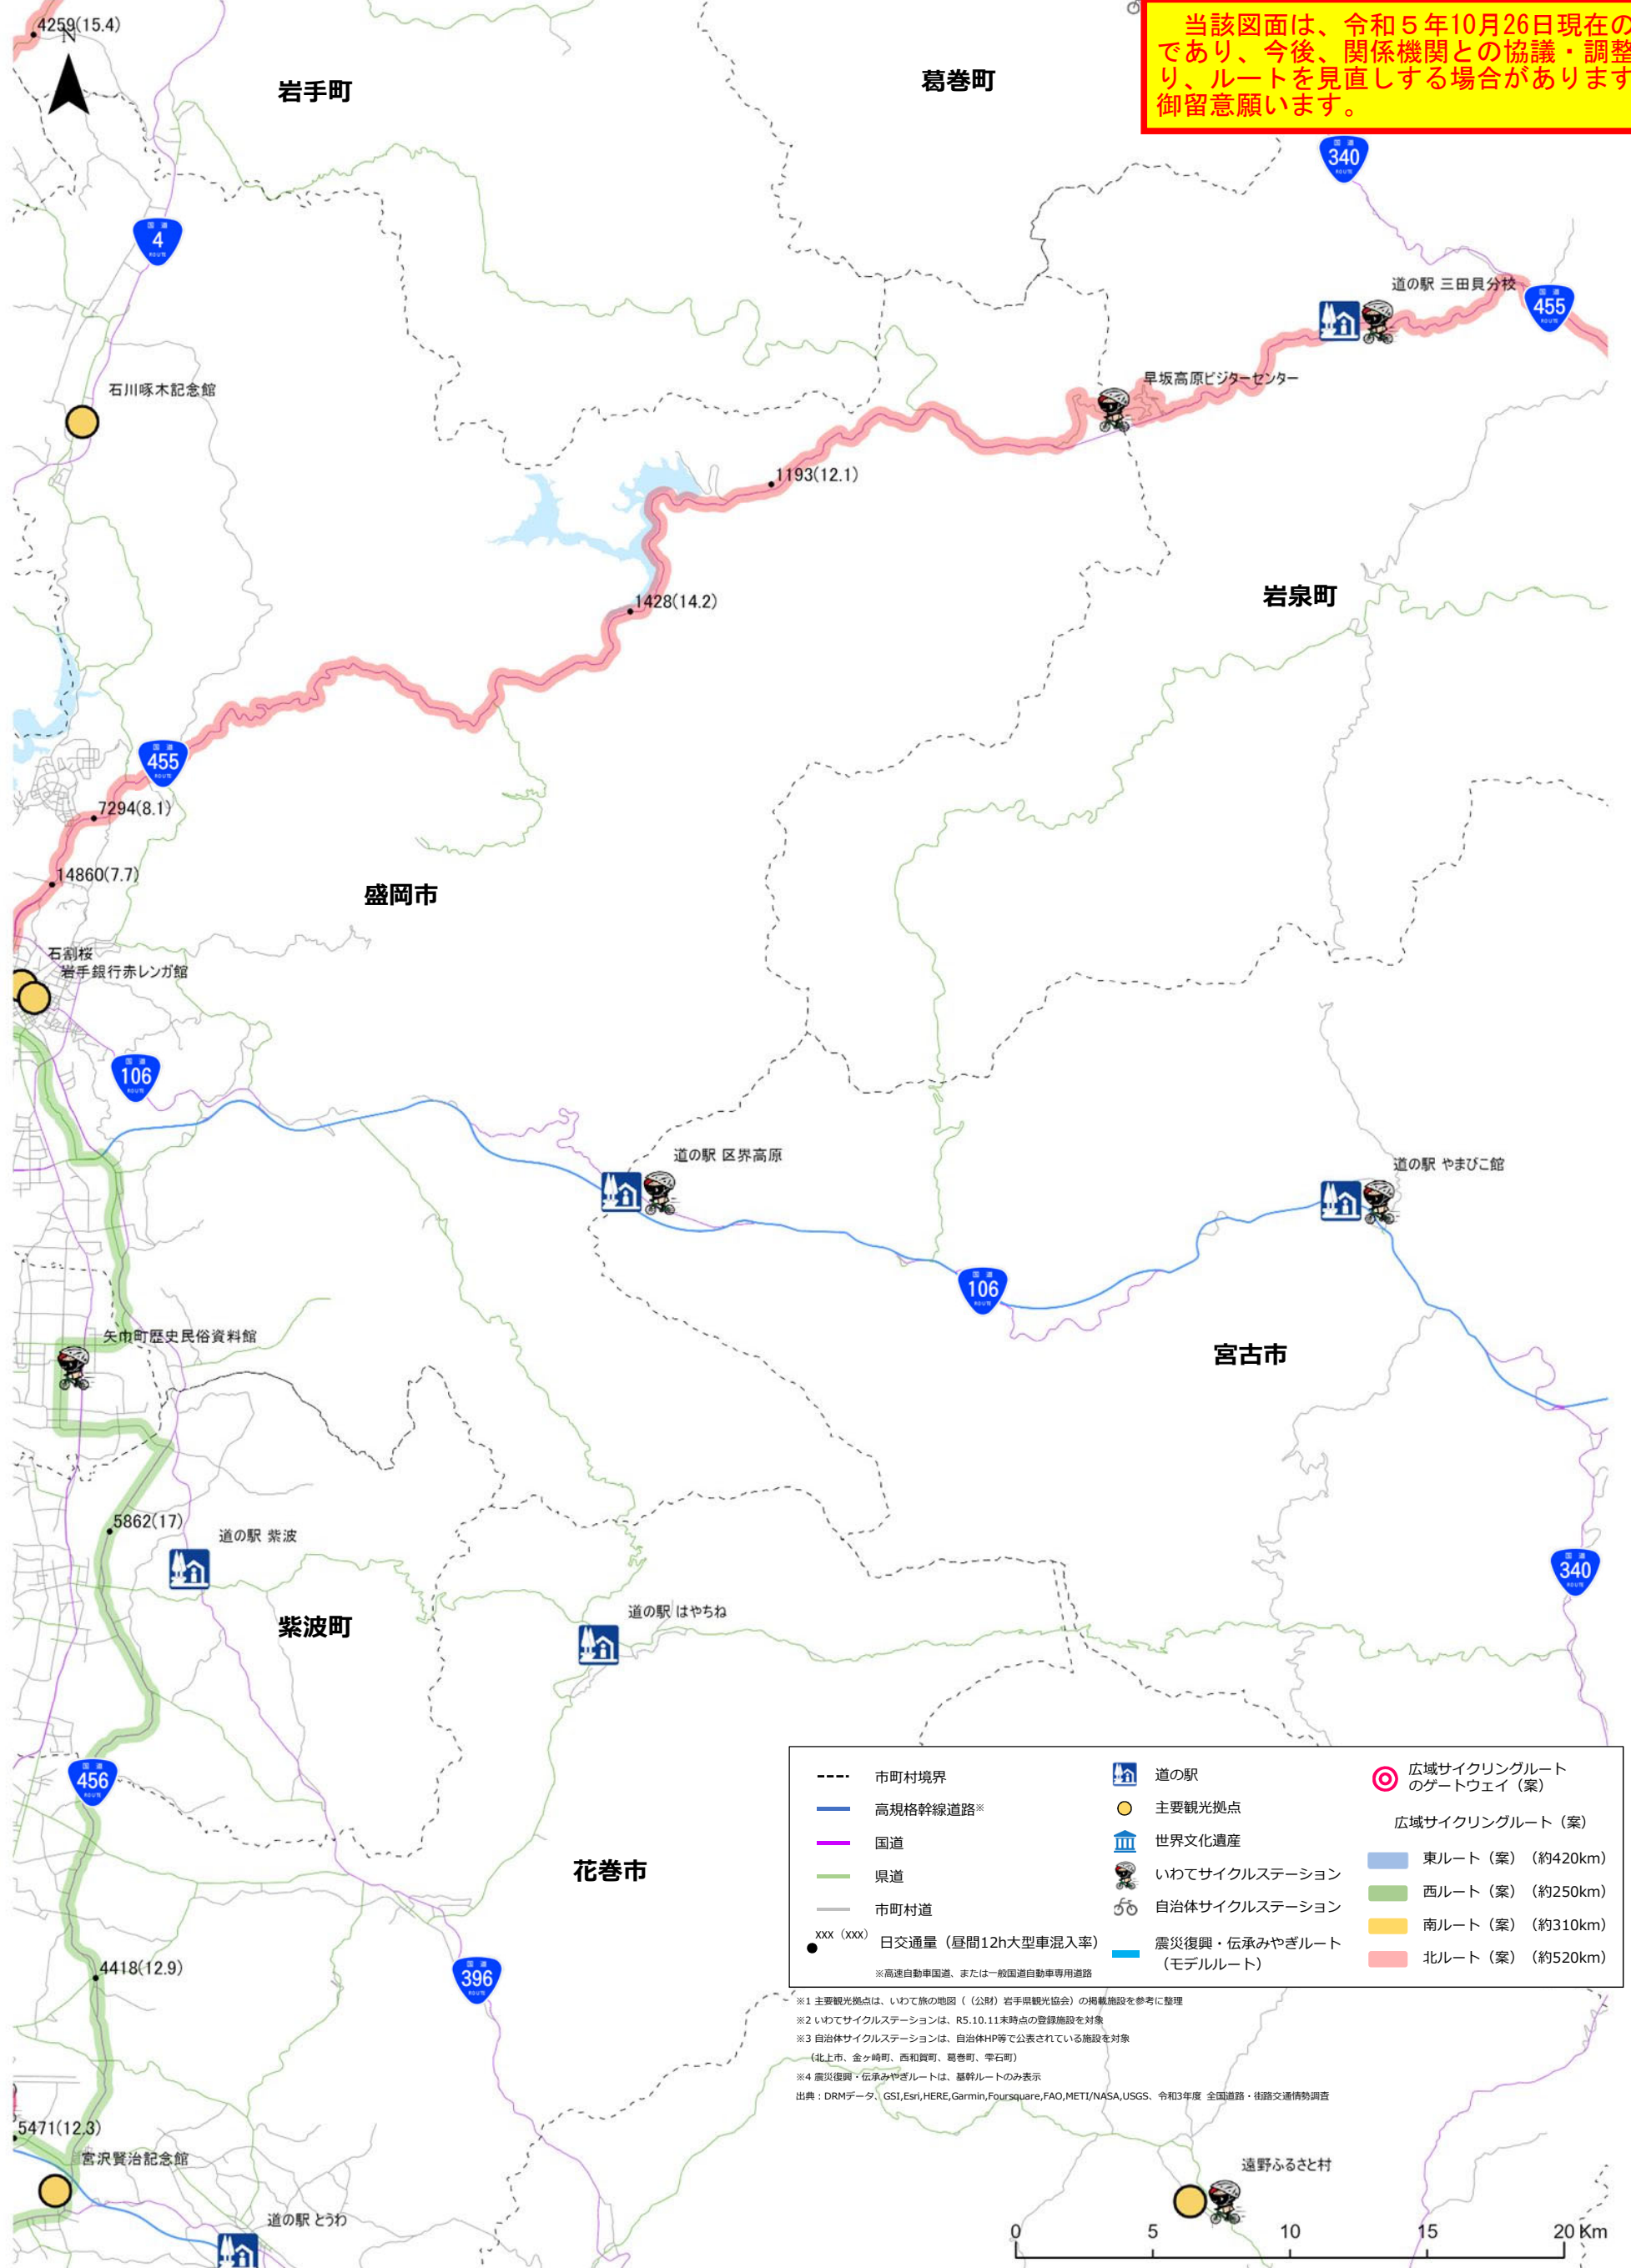 4259(15.4)
N
岩手町
葛巻町
当該図面は、令和５年10月26日現在の
であり、今後、関係機関との協議・調整
り、ルートを見直しする場合があります
御留意願います。
国道
340
ROUTE
国道
4
ROUTE
道の駅 三田貝分校
国道
455
ROUTE
石川啄木記念館
早坂高原ビジターセンター
1193(12.1)
1428(14.2)
岩泉町
国道
455
ROUTE
7294(8.1)
14860(7.7)
盛岡市
石割桜
岩手銀行赤レンガ館
国道
106
ROUTE
道の駅 区界高原
道の駅 やまびこ館
国道
106
ROUTE
矢巾町歴史民俗資料館
宮古市
5862(17)
道の駅 紫波
国道
340
ROUTE
道の駅 はやちね
紫波町
国道
456
ROUTE
花巻市
4418(12.9)
国道
396
ROUTE
市町村境界
高規格幹線道路※
国道
県道
市町村道
xxx（xxx）
日交通量（昼間12h大型車混入率）
※高速自動車国道、または一般国道自動車専用道路
道の駅
主要観光拠点
世界文化遺産
いわてサイクルステーション
自治体サイクルステーション
震災復興・伝承みやぎルート
（モデルルート）
広域サイクリングルート
のゲートウェイ（案）
広域サイクリングルート（案）
東ルート（案）（約420km）
西ルート（案）（約250km）
南ルート（案）（約310km）
北ルート（案）（約520km）
※1 主要観光拠点は、いわて旅の地図（（公財）岩手県観光協会）の掲載施設を参考に整理
※2 いわてサイクルステーションは、R5.10.11末時点の登録施設を対象
※3 自治体サイクルステーションは、自治体HP等で公表されている施設を対象
（北上市、金ヶ崎町、西和賀町、葛巻町、雫石町）
※4 震災復興・伝承みやぎルートは、基幹ルートのみ表示
出典：DRMデータ、GSI,Esri,HERE,Garmin,Foursquare,FAO,METI/NASA,USGS、令和3年度 全国道路・街路交通情勢調査
5471(12.3)
宮沢賢治記念館
遠野ふるさと村
道の駅 とうわ
0 5 10 15 20 Km